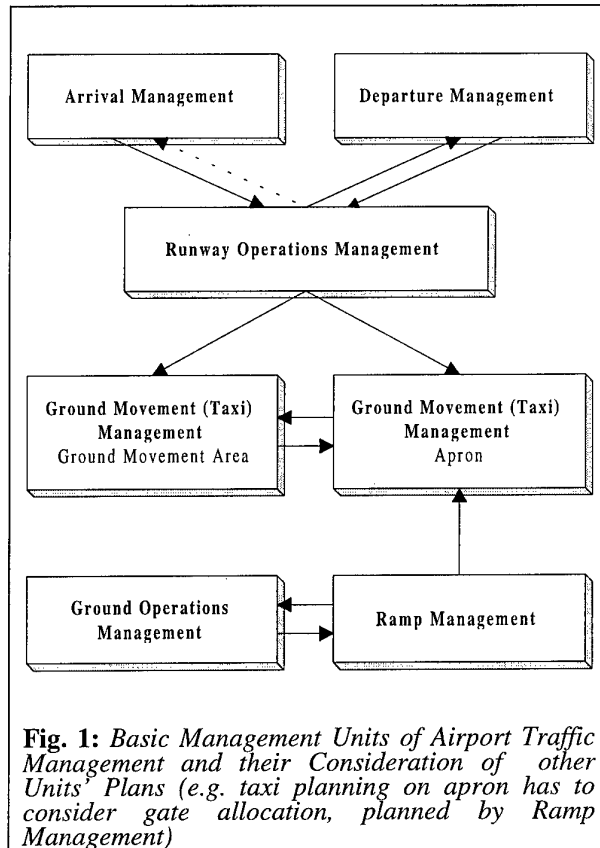 Arrival Management
Departure Management
Runway Operations Management
Ground Movement (Taxi)
Management
Ground Movement Area
Ground Movement (Taxi)
Management
Apron
Ground Operations
Management
Ramp Management
Fig. 1: Basic Management Units of Airport Traffic
Management and their Consideration of other
Units' Plans (e.g. taxi planning on apron has to
consider gate allocation, planned by Ramp
Management)